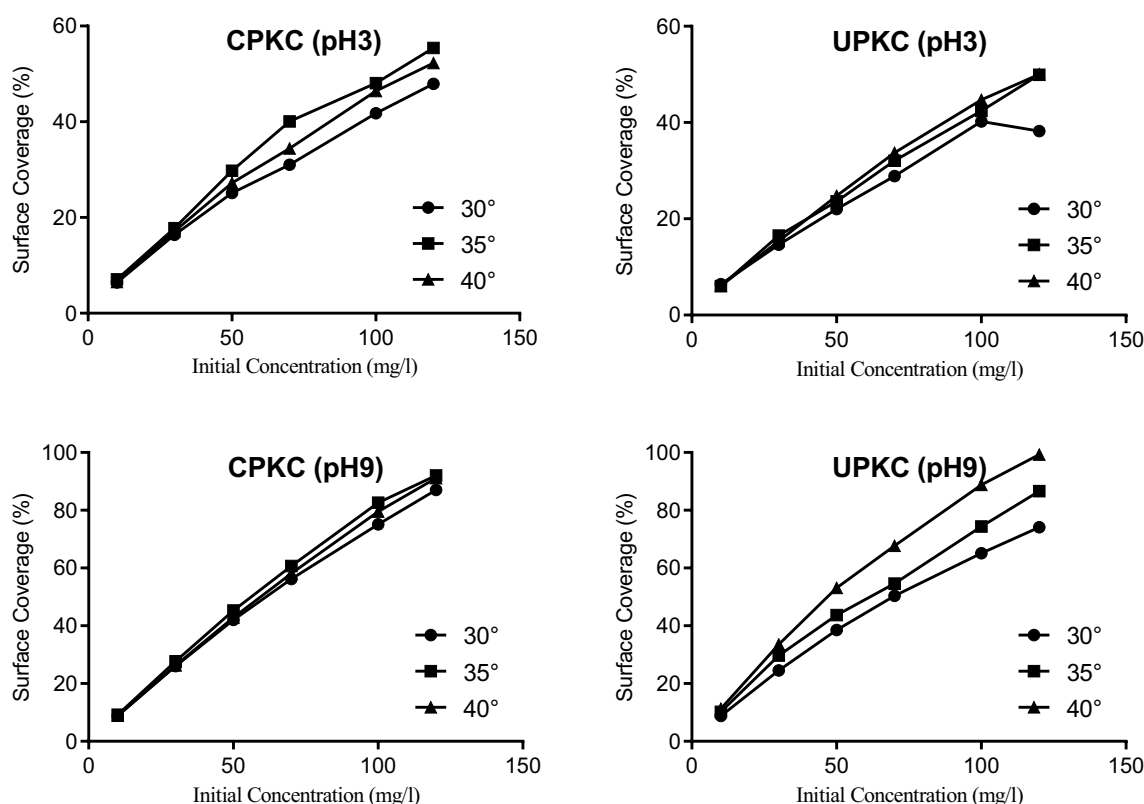 CPKC (pH3)
60
40
20
0
Surface Coverage (%)
30°
35°
40°
0 50 100 150
Initial Concentration (mg/l)
UPKC (pH3)
60
40
20
0
Surface Coverage (%)
30°
35°
40°
0 50 100 150
Initial Concentration (mg/l)
CPKC (pH9)
100
80
60
40
20
0
Surface Coverage (%)
30°
35°
40°
0 50 100 150
Initial Concentration (mg/l)
UPKC (pH9)
100
80
60
40
20
0
Surface Coverage (%)
30°
35°
40°
0 50 100 150
Initial Concentration (mg/l)